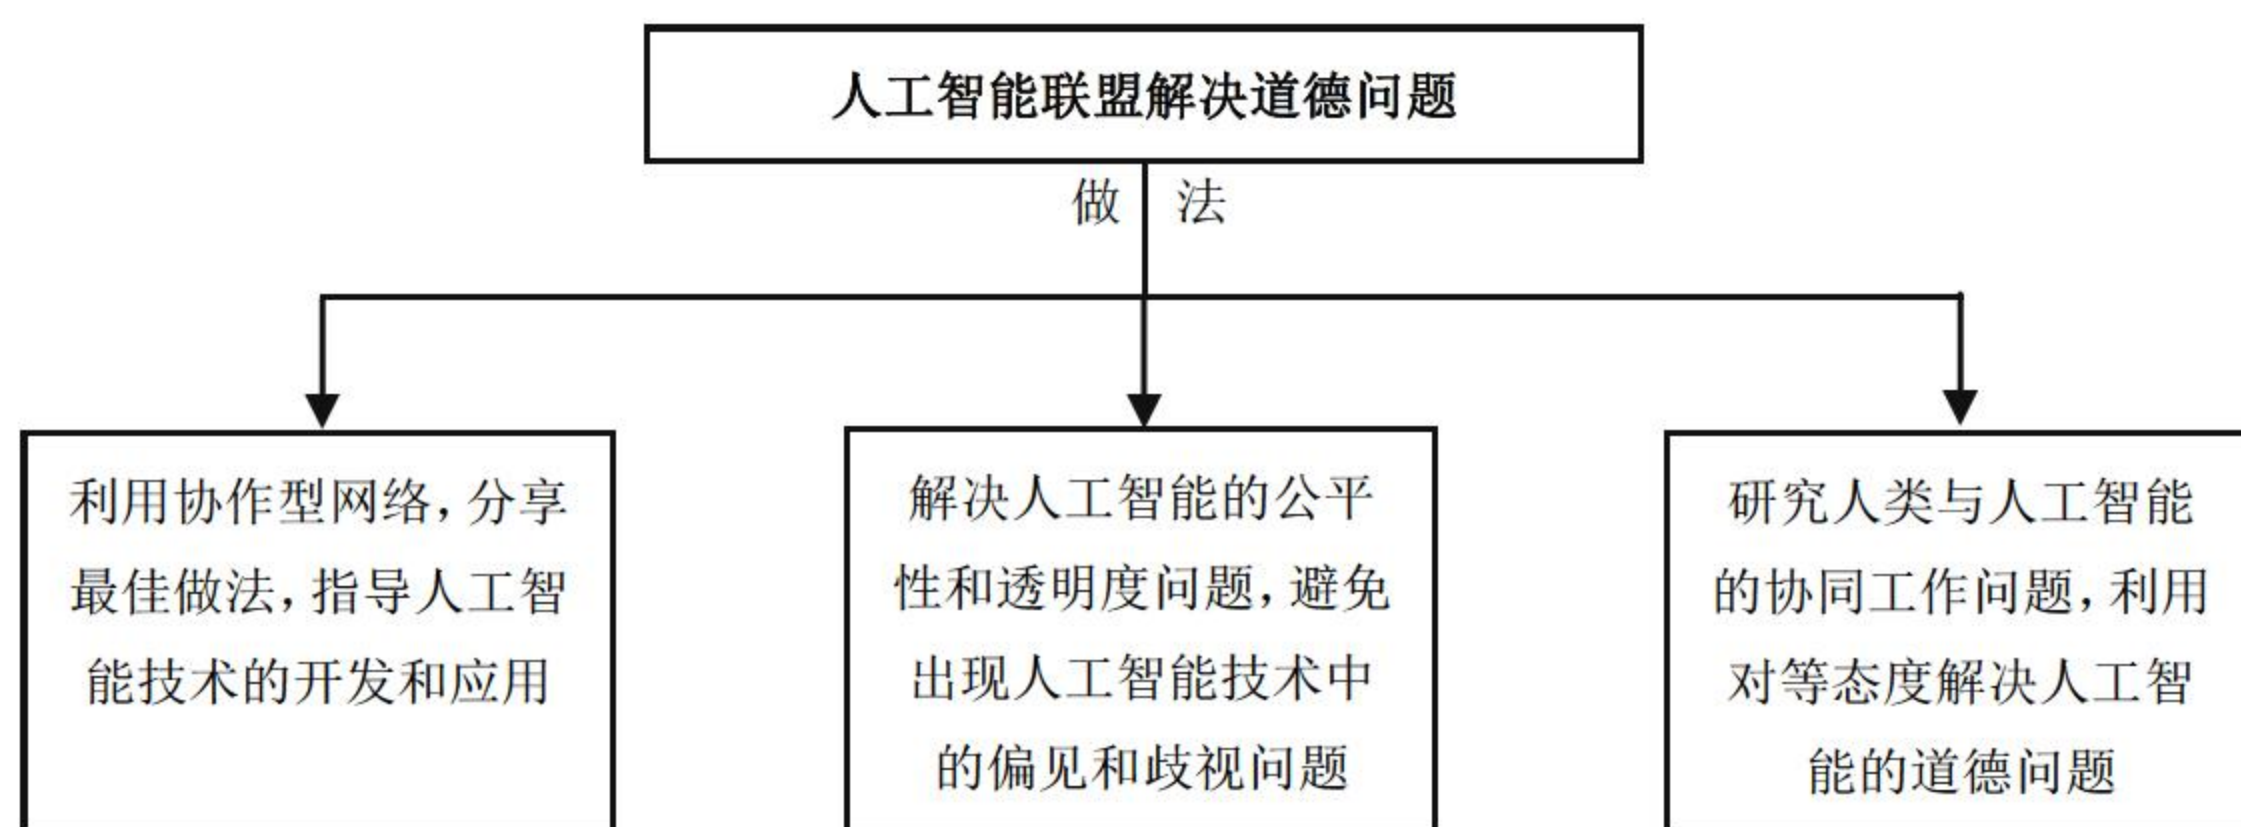 人工智能联盟解决道德问题
做 法
利用协作型网络,分享
最佳做法,指导人工智
能技术的开发和应用
解决人工智能的公平
性和透明度问题,避免
出现人工智能技术中
的偏见和歧视问题
研究人类与人工智能
的协同工作问题,利用
对等态度解决人工智
能的道德问题